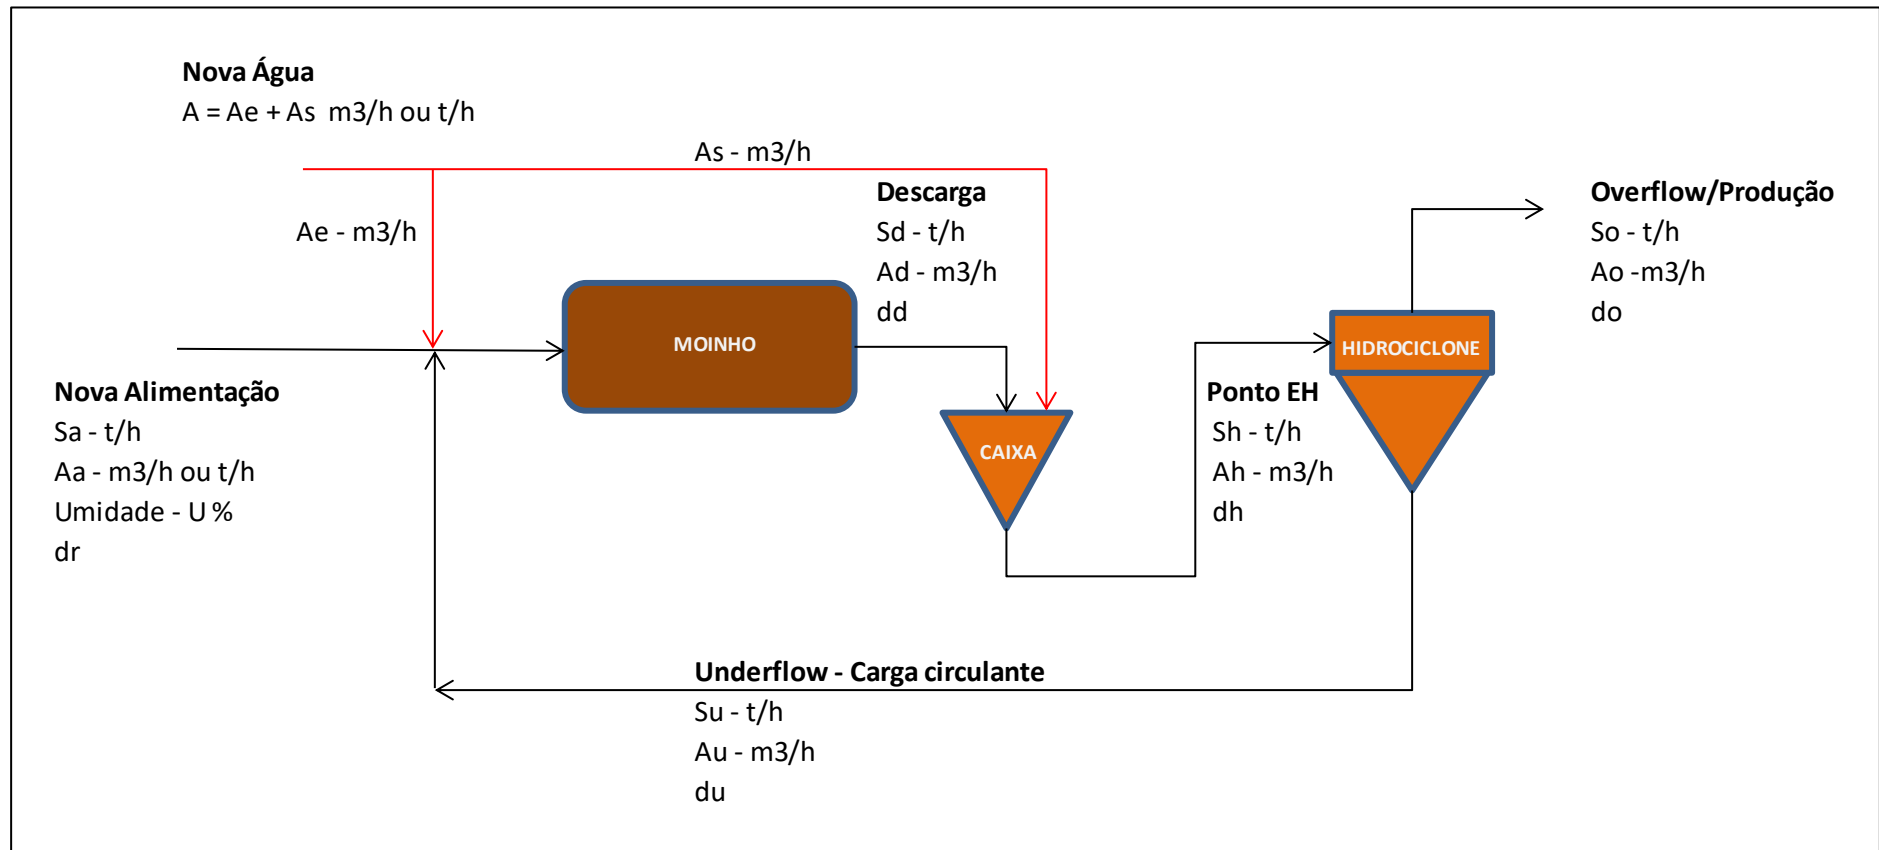 Nova Água
A = Ae + As  m3/h ou t/h
As - m3/h
Ae - m3/h
Descarga
Sd - t/h
Ad - m3/h
dd
Overflow/Produção
So - t/h
Ao -m3/h
do
MOINHO
HIDROCICLONE
Nova Alimentação
Sa - t/h
Aa - m3/h ou t/h
Umidade - U %
dr
CAIXA
Ponto EH
Sh - t/h
Ah - m3/h
dh
Underflow - Carga circulante
Su - t/h
Au - m3/h
du